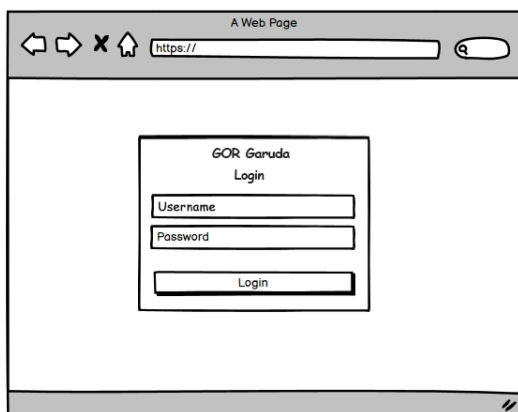 A Web Page
https://
GOR Garuda
Login
Username
Password
Login